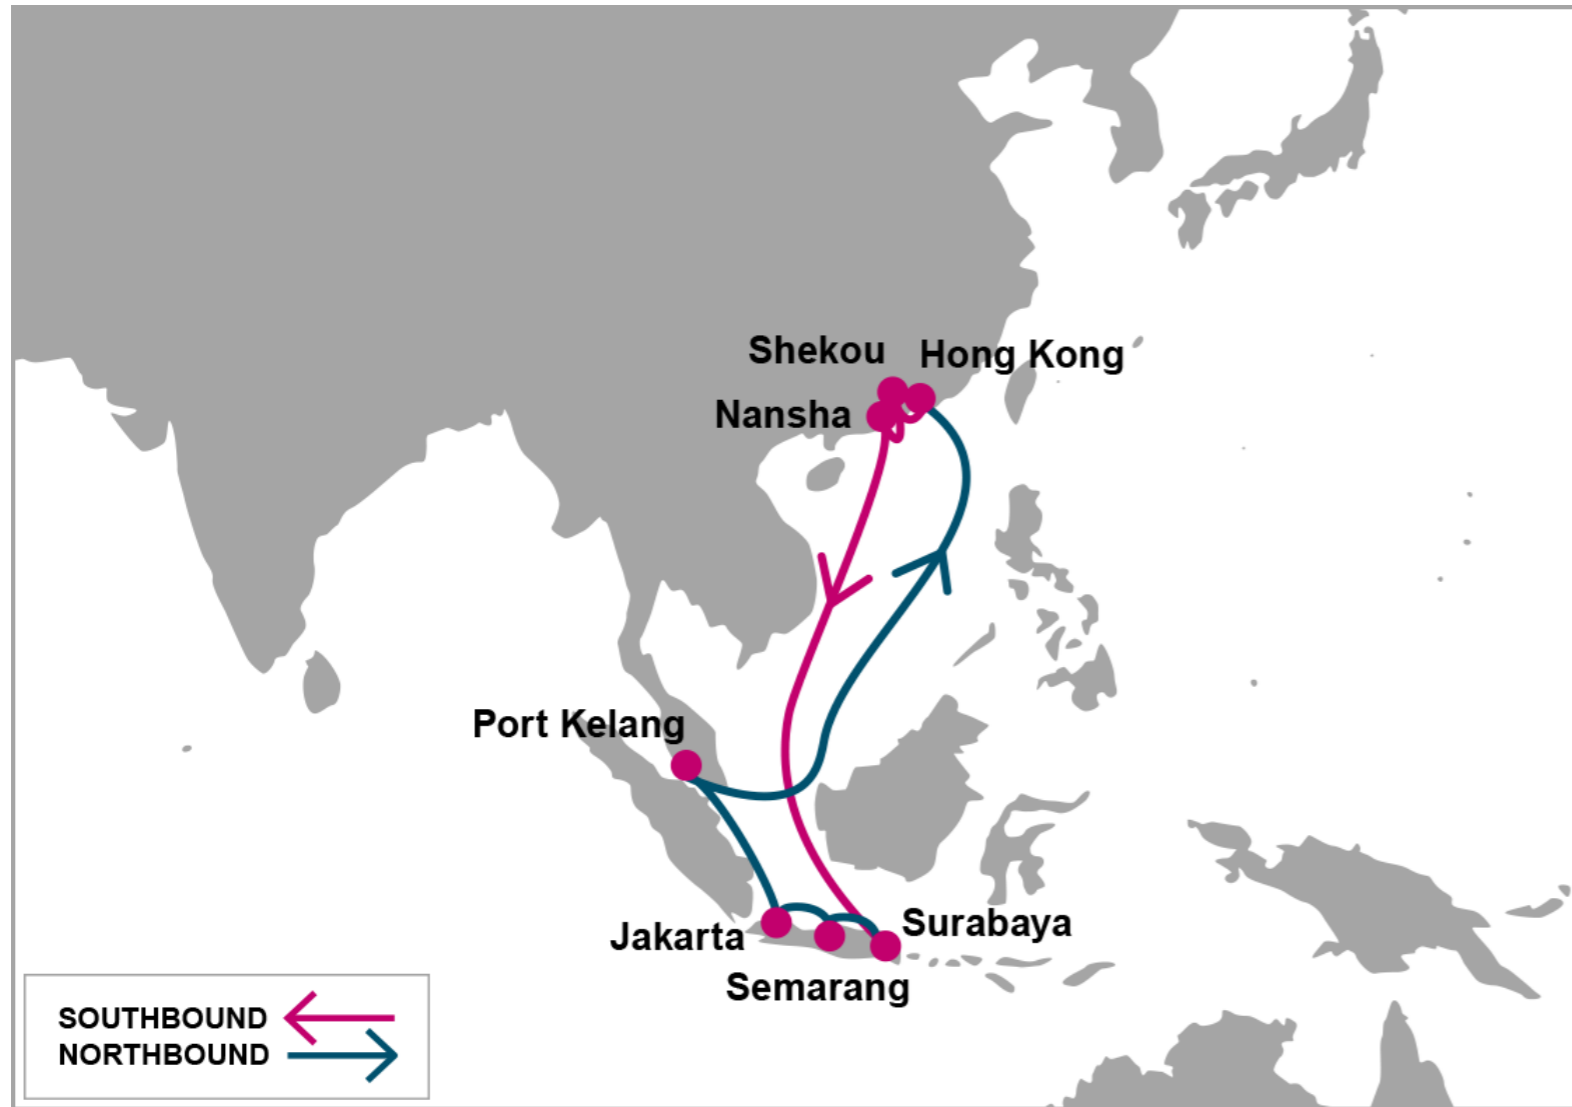 Shekou
Hong Kong
Nansha
Port Kelang
Jakarta
Surabaya
Semarang
SOUTHBOUND
NORTHBOUND